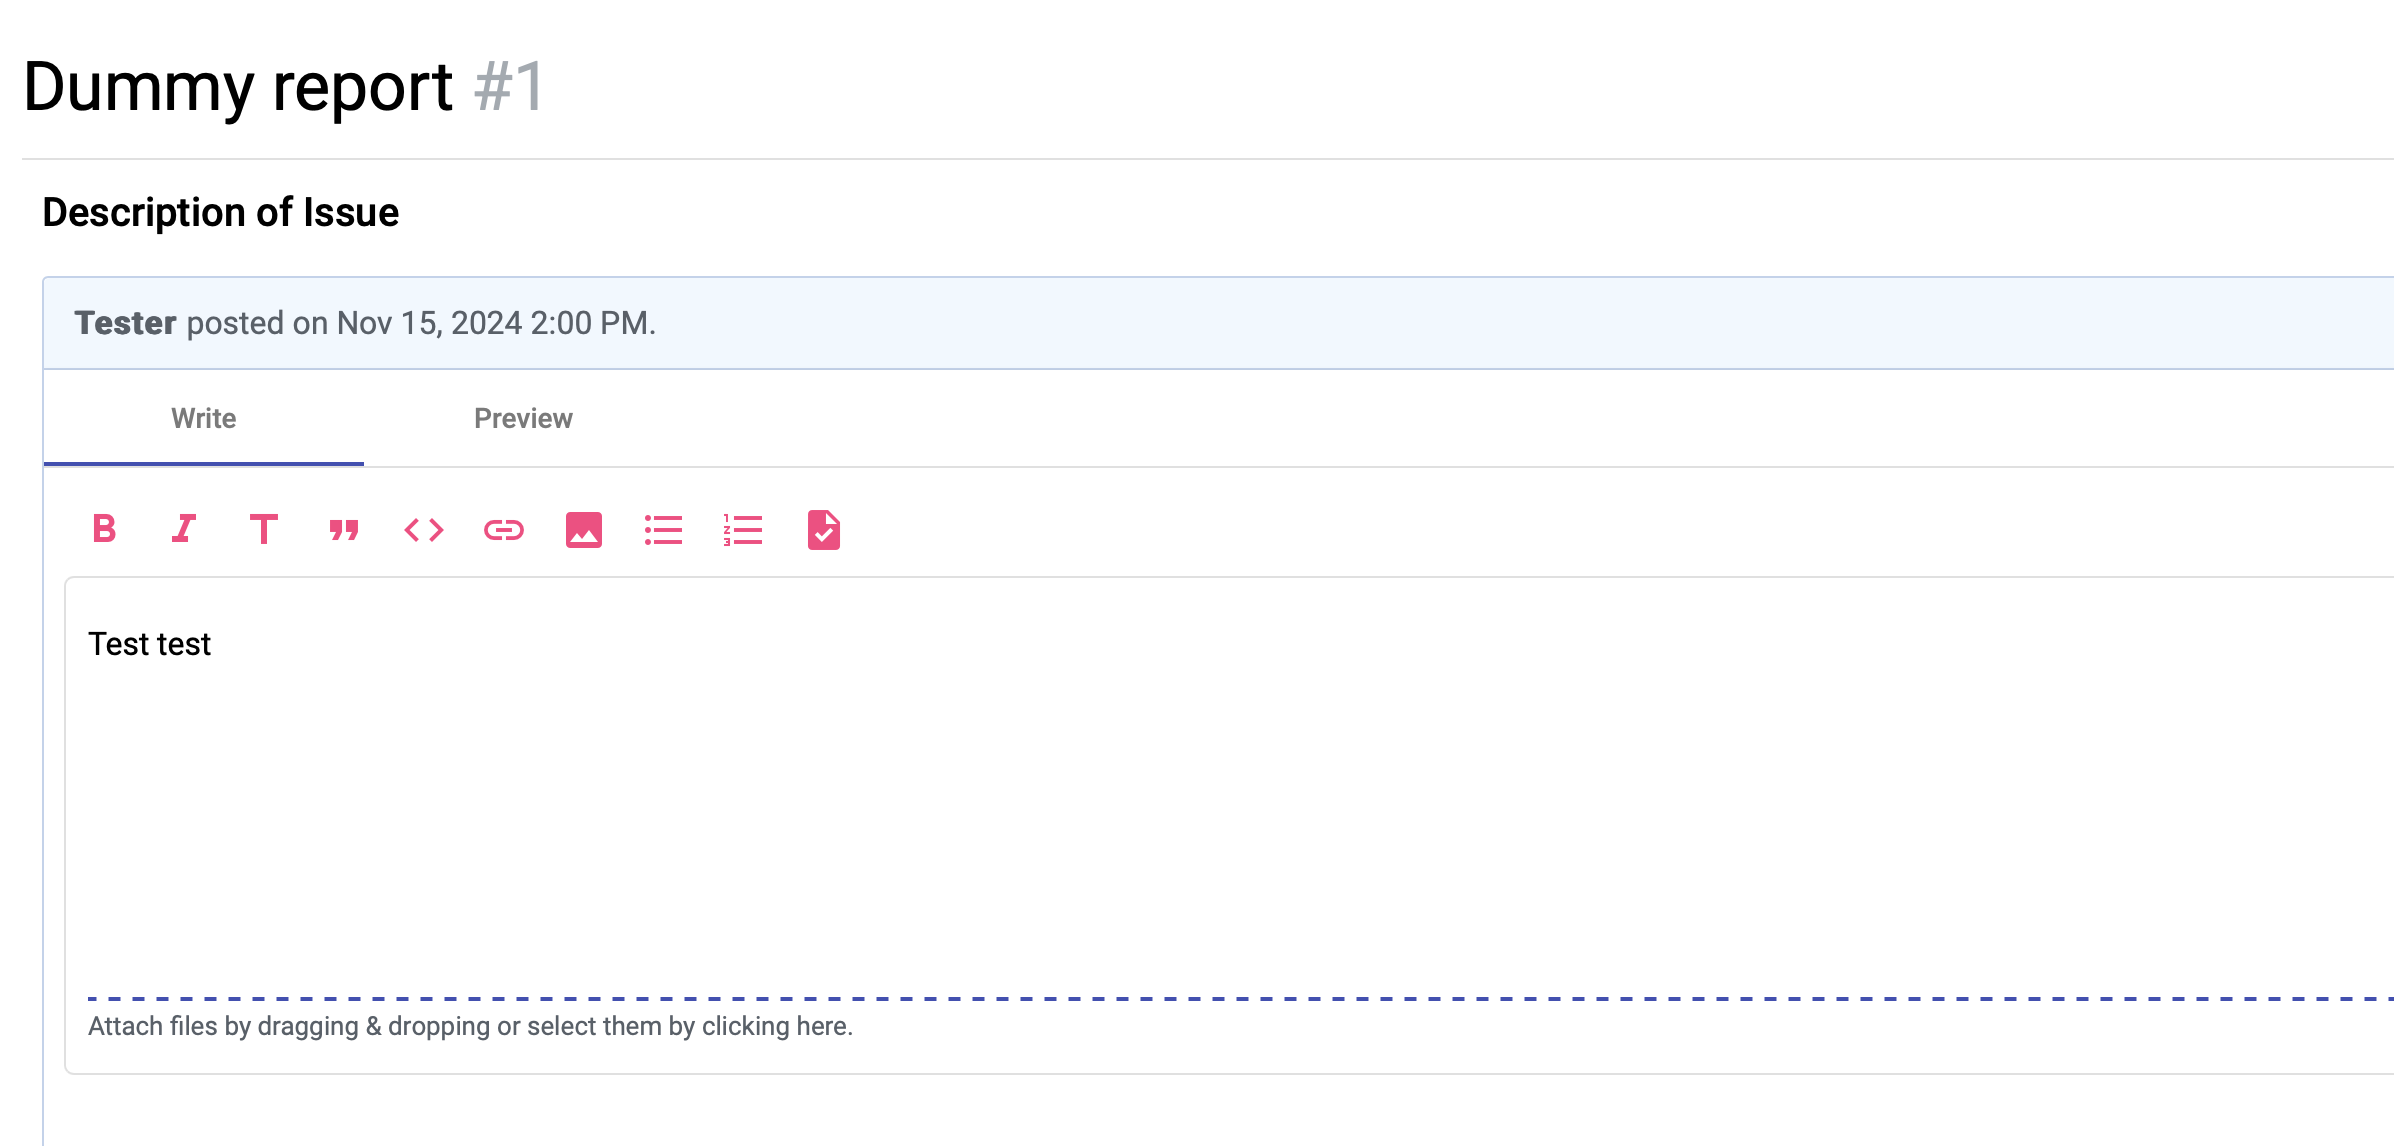 Dummy report #1
Description of Issue
Tester posted on Nov 15, 2024 2:00 PM.
Write Preview
Test test
Attach files by dragging & dropping or select them by clicking here.